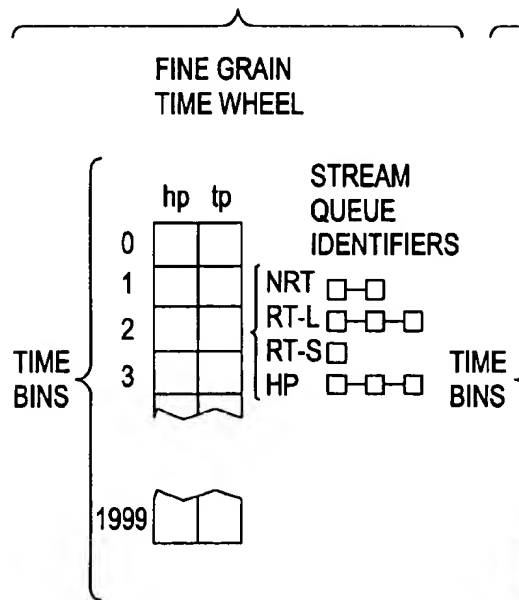 FINE GRAIN
TIME WHEEL
hp tp
STREAM
QUEUE
IDENTIFIERS
0
1
2
3
1999
NRT
RT-L
RT-S
HP
TIME
BINS
TIME
BINS